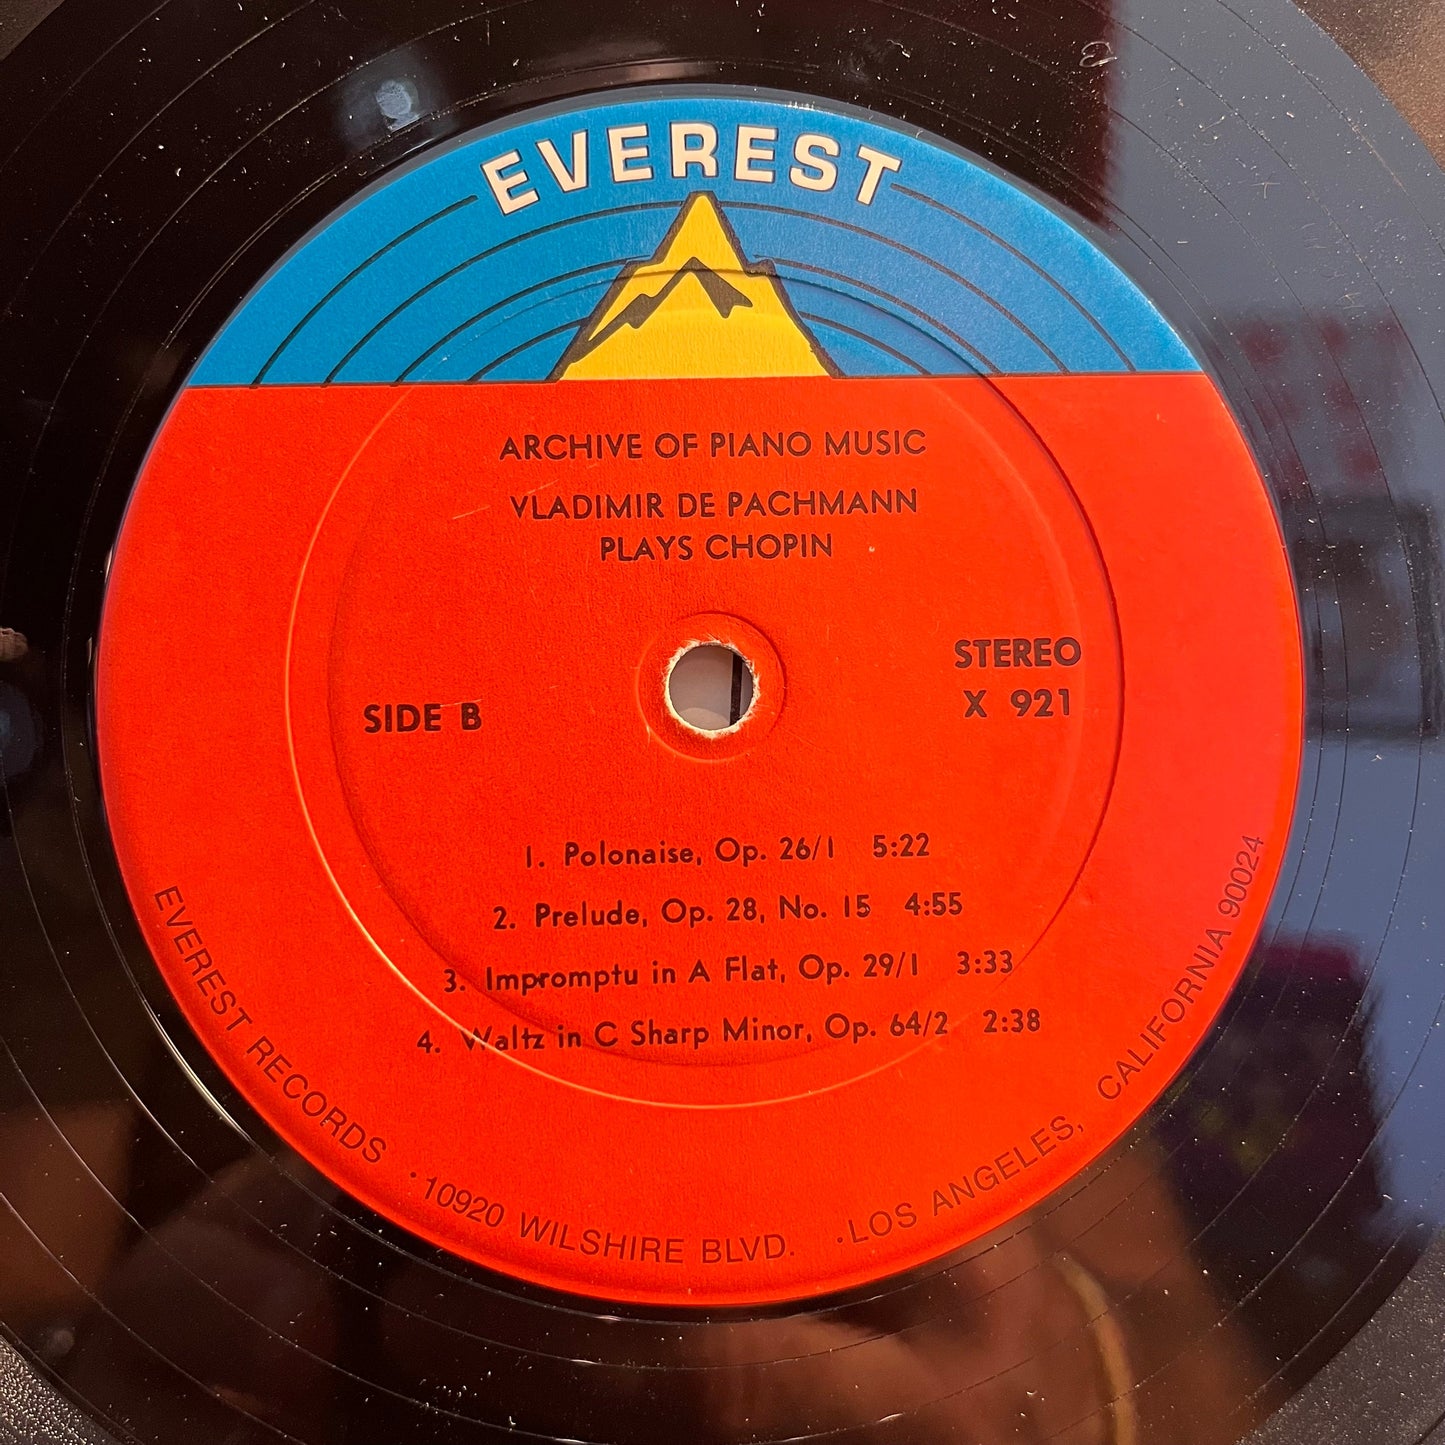 EVEREST
ARCHIVE OF PIANO MUSIC
VLADIMIR DE PACHMANN
PLAYS CHOPIN
STEREO
X 921
SIDE B
1. Polonaise, Op. 26/1 5:22
2. Prelude, Op. 28, No. 15 4:55
3. Impromptu in A Flat, Op. 29/1 3:33
4. Waltz in C Sharp Minor, Op. 64/2 2:38
EVEREST RECORDS · 10920 WILSHIRE BLVD. · LOS ANGELES, CALIFORNIA 90024